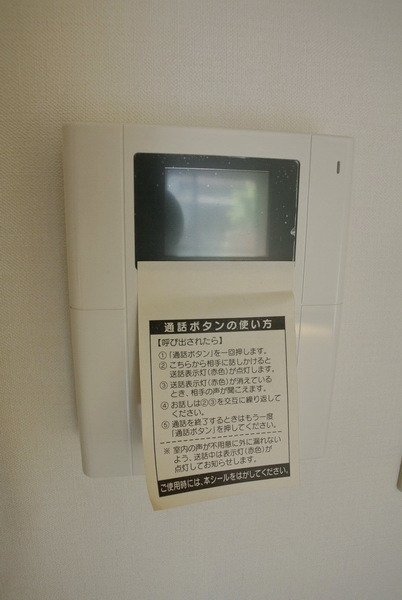 通話ボタンの使い方
【呼び出されたら】
①「通話ボタン」を一回押します。
②こちらから相手に話しかけると
送話表示灯(赤色)が点灯します。
③送話表示灯(赤色)が消えている
とき、相手の声が聞こえます。
④お話しは②③を交互に繰り返して
ください。
⑤通話を終了するときはもう一度
「通話ボタン」を押してください。
※室内の声が不用意に外に漏れない
よう、送話中は表示灯(赤色)が
点灯してお知らせします。
ご使用時には、本シールをはがしてください。